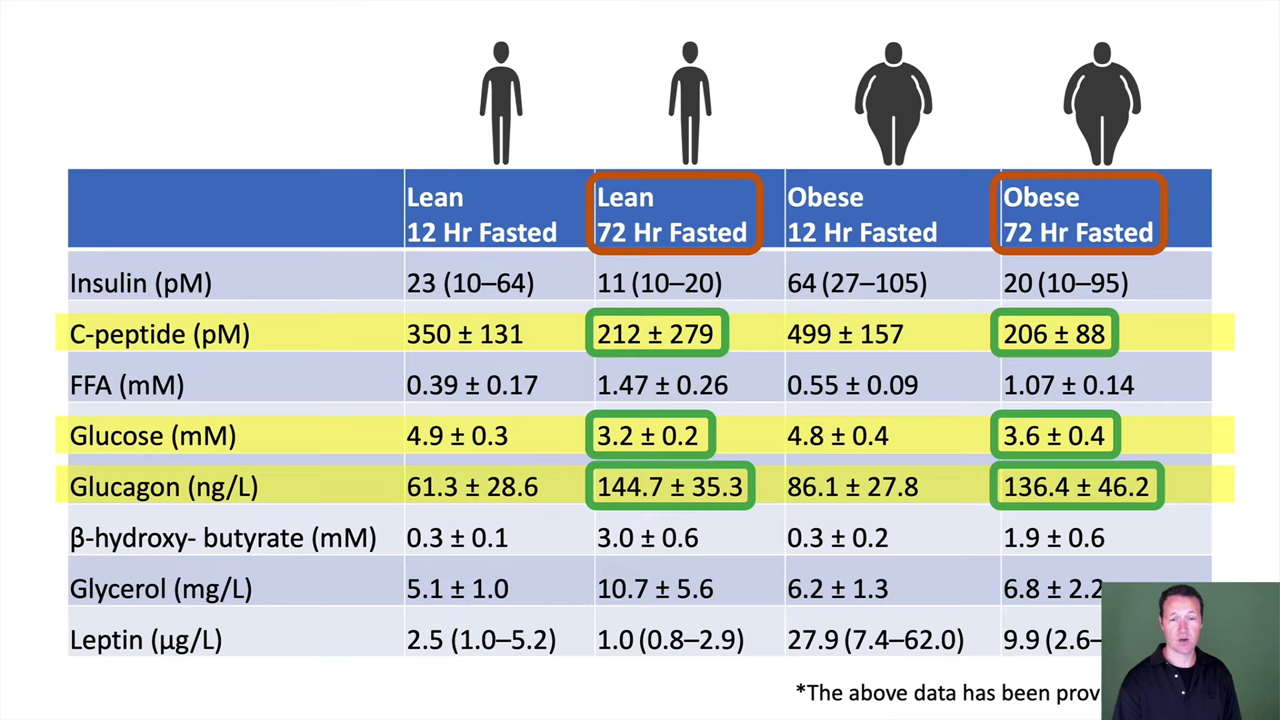 Lean Lean Obese Obese
12 Hr Fasted 72 Hr Fasted 12 Hr Fasted 72 Hr Fasted
Insulin (pM) 23 (10–64) 11 (10–20) 64 (27–105) 20 (10–95)
C-peptide (pM) 350 ± 131 212 ± 279 499 ± 157 206 ± 88
FFA (mM) 0.39 ± 0.17 1.47 ± 0.26 0.55 ± 0.09 1.07 ± 0.14
Glucose (mM) 4.9 ± 0.3 3.2 ± 0.2 4.8 ± 0.4 3.6 ± 0.4
Glucagon (ng/L) 61.3 ± 28.6 144.7 ± 35.3 86.1 ± 27.8 136.4 ± 46.2
β-hydroxy- butyrate (mM) 0.3 ± 0.1 3.0 ± 0.6 0.3 ± 0.2 1.9 ± 0.6
Glycerol (mg/L) 5.1 ± 1.0 10.7 ± 5.6 6.2 ± 1.3 6.8 ± 2.2
Leptin (µg/L) 2.5 (1.0–5.2) 1.0 (0.8–2.9) 27.9 (7.4–62.0) 9.9 (2.6–
*The above data has been